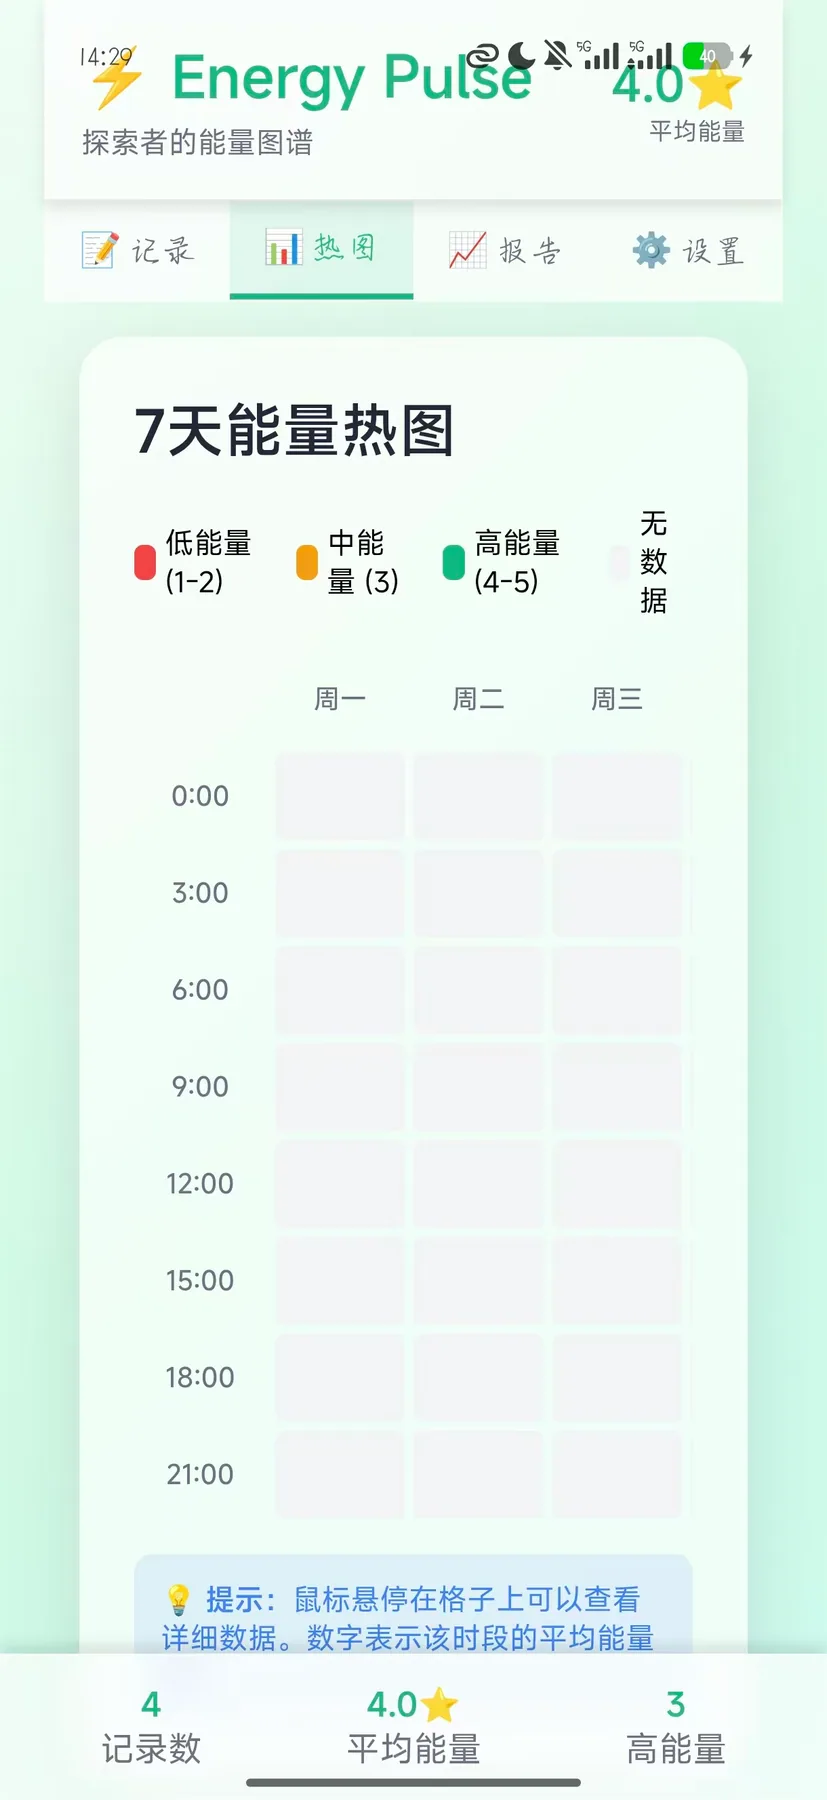 14:29
5G 5G 40
⚡ Energy Pulse
4.0⭐
探索者的能量图谱
平均能量
📝 记录 📊 热图 📈 报告 ⚙️ 设置
7天能量热图
低能量
(1-2)
中能
量 (3)
高能量
(4-5)
无
数
据
周一 周二 周三
0:00
3:00
6:00
9:00
12:00
15:00
18:00
21:00
💡 提示：鼠标悬停在格子上可以查看
详细数据。数字表示该时段的平均能量
4 4.0⭐ 3
记录数 平均能量 高能量